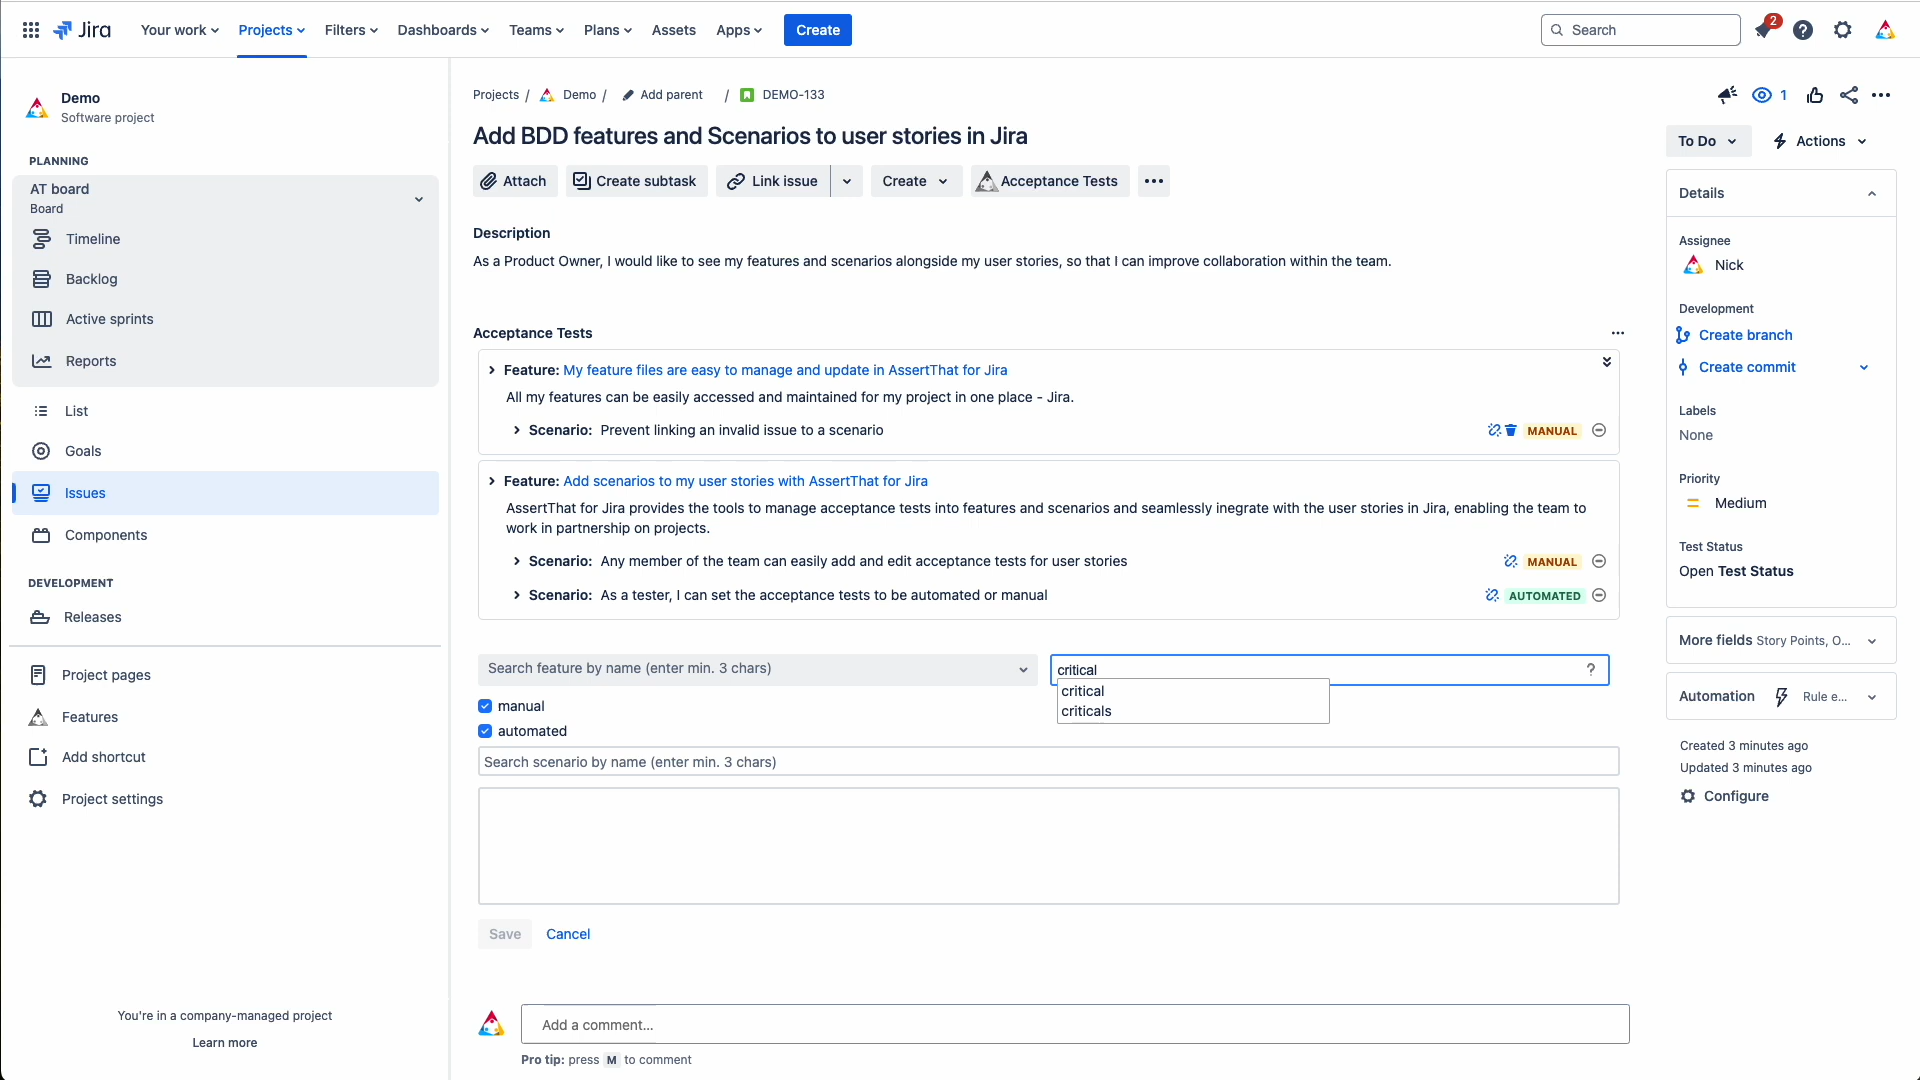 Jira
Your work
Projects
Filters
Dashboards
Teams
Plans
Assets
Apps
Create
Search
2
Demo
Software project
PLANNING
AT board
Board
Timeline
Backlog
Active sprints
Reports
List
Goals
Issues
Components
DEVELOPMENT
Releases
Project pages
Features
Add shortcut
Project settings
You're in a company-managed project
Learn more
Projects / Demo / Add parent / DEMO-133
1
Add BDD features and Scenarios to user stories in Jira
Attach
Create subtask
Link issue
Create
Acceptance Tests
Description
As a Product Owner, I would like to see my features and scenarios alongside my user stories, so that I can improve collaboration within the team.
Acceptance Tests
Feature: My feature files are easy to manage and update in AssertThat for Jira
All my features can be easily accessed and maintained for my project in one place - Jira.
Scenario: Prevent linking an invalid issue to a scenario
MANUAL
Feature: Add scenarios to my user stories with AssertThat for Jira
AssertThat for Jira provides the tools to manage acceptance tests into features and scenarios and seamlessly inegrate with the user stories in Jira, enabling the team to
work in partnership on projects.
Scenario: Any member of the team can easily add and edit acceptance tests for user stories
MANUAL
Scenario: As a tester, I can set the acceptance tests to be automated or manual
AUTOMATED
Search feature by name (enter min. 3 chars)
critical
?
critical
criticals
manual
automated
Search scenario by name (enter min. 3 chars)
Save
Cancel
Add a comment...
Pro tip: press M to comment
To Do
Actions
Details
Assignee
Nick
Development
Create branch
Create commit
Labels
None
Priority
Medium
Test Status
Open Test Status
More fields Story Points, O...
Automation Rule e...
Created 3 minutes ago
Updated 3 minutes ago
Configure